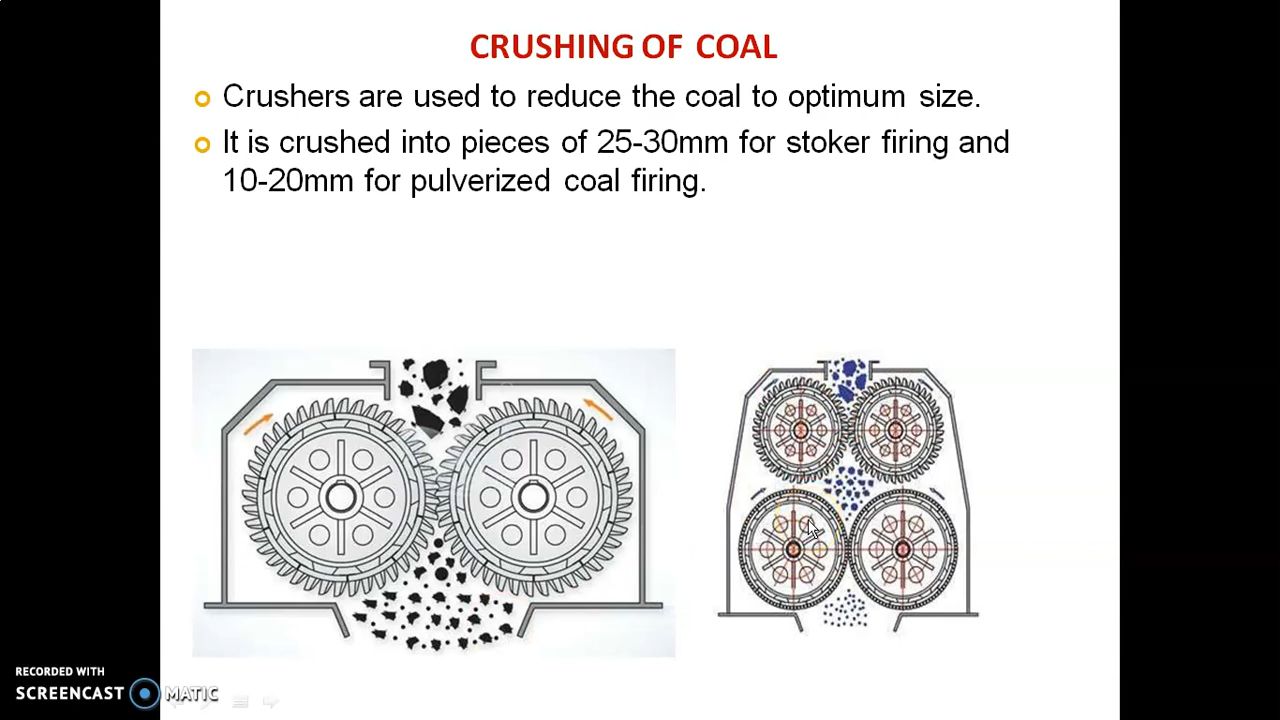 CRUSHING OF COAL
Crushers are used to reduce the coal to optimum size.
It is crushed into pieces of 25-30mm for stoker firing and
10-20mm for pulverized coal firing.
RECORDED WITH
SCREENCAST MATIC